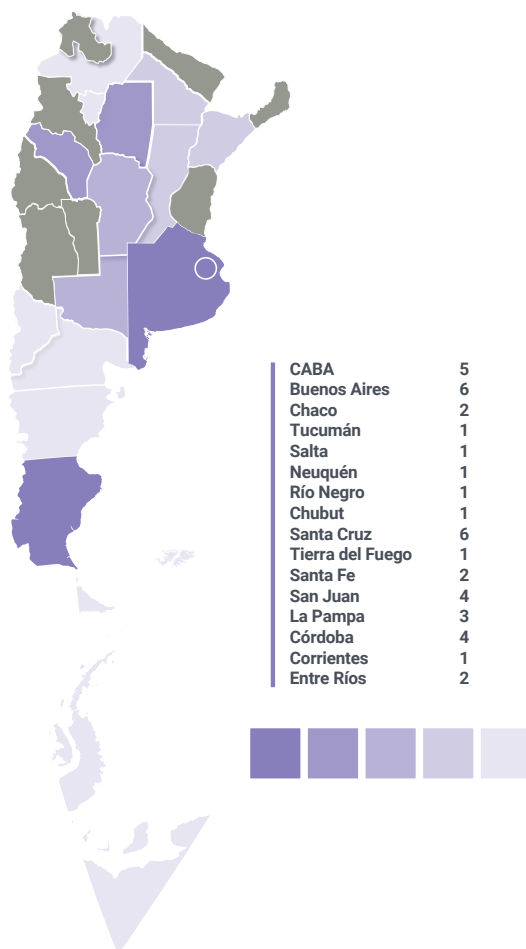 CABA 5
Buenos Aires 6
Chaco 2
Tucumán 1
Salta 1
Neuquén 1
Río Negro 1
Chubut 1
Santa Cruz 6
Tierra del Fuego 1
Santa Fe 2
San Juan 4
La Pampa 3
Córdoba 4
Corrientes 1
Entre Ríos 2